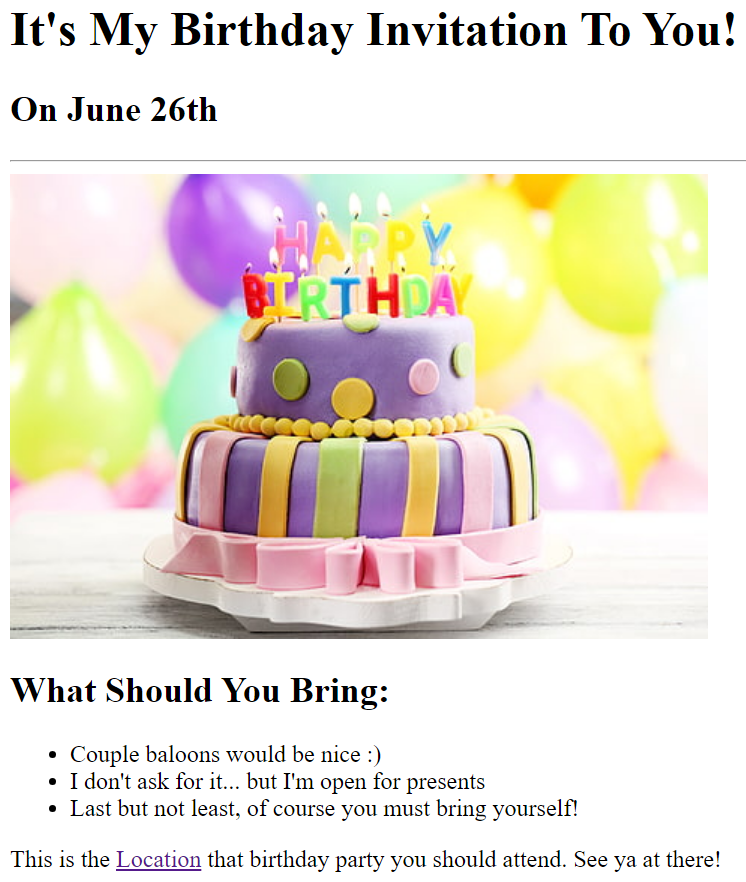 It's My Birthday Invitation To You!
On June 26th
HAPPY
BIRTHDAY
What Should You Bring:
Couple baloons would be nice :)
I don't ask for it... but I'm open for presents
Last but not least, of course you must bring yourself!
This is the Location that birthday party you should attend. See ya at there!